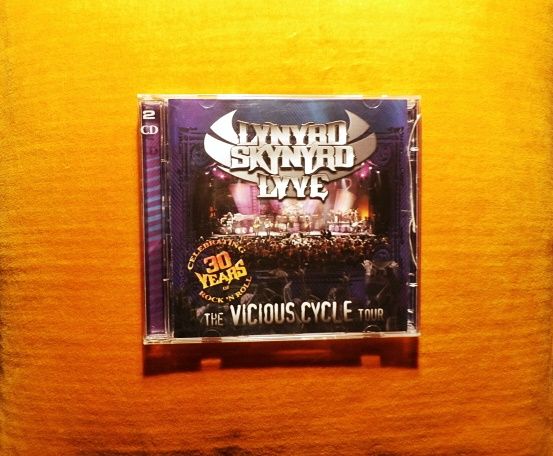 2
CD
LYNYRD
SKYNYRD
LYVE
CELEBRATING
30
YEARS
OF
ROCK 'N ROLL
THE VICIOUS CYCLE TOUR